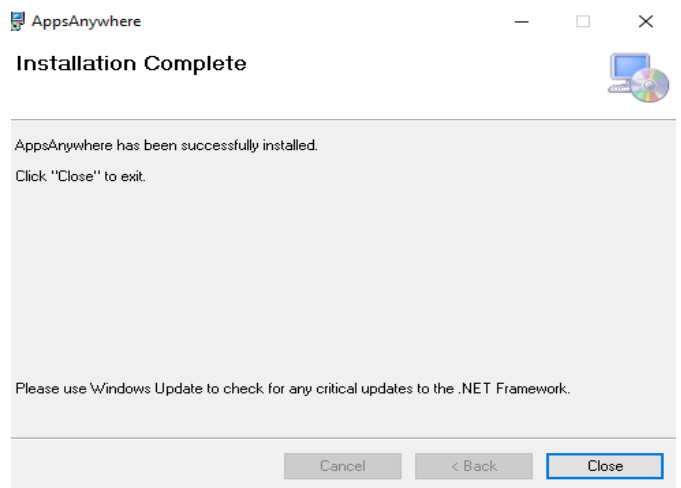 AppsAnywhere
Installation Complete
AppsAnywhere has been successfully installed.
Click "Close" to exit.
Please use Windows Update to check for any critical updates to the .NET Framework.
Cancel
< Back
Close